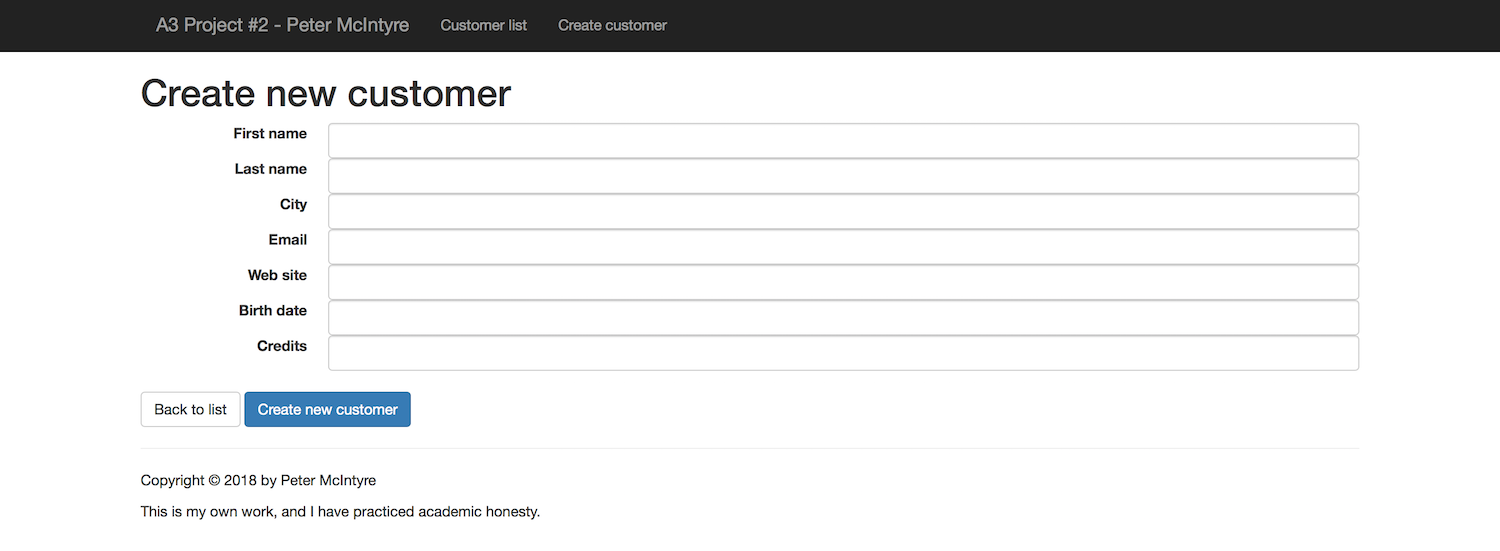 A3 Project #2 - Peter McIntyre Customer list Create customer
Create new customer
First name
Last name
City
Email
Web site
Birth date
Credits
Back to list Create new customer
Copyright © 2018 by Peter McIntyre
This is my own work, and I have practiced academic honesty.